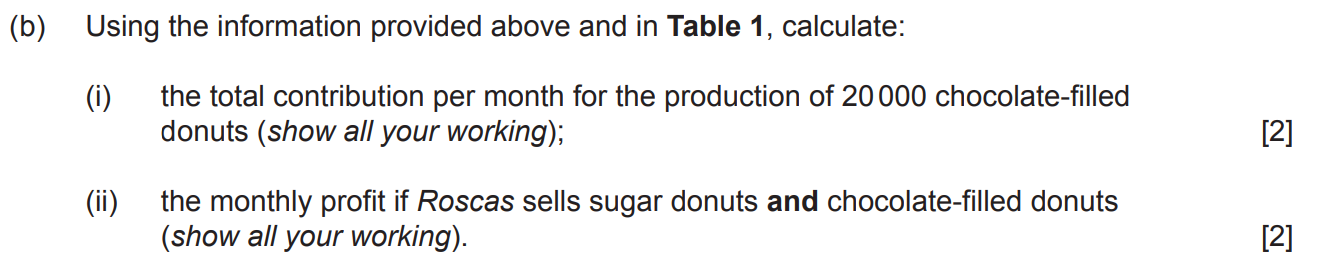 (b) Using the information provided above and in Table 1, calculate:
(i) the total contribution per month for the production of 20 000 chocolate-filled
donuts (show all your working); [2]
(ii) the monthly profit if Roscas sells sugar donuts and chocolate-filled donuts
(show all your working). [2]